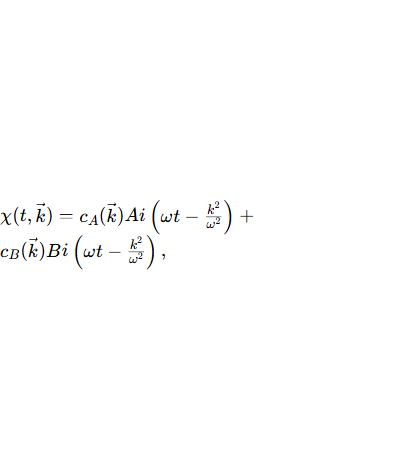 χ(t, k⃗) = c_A(k⃗)Ai(ωt − k²/ω²) +
c_B(k⃗)Bi(ωt − k²/ω²),